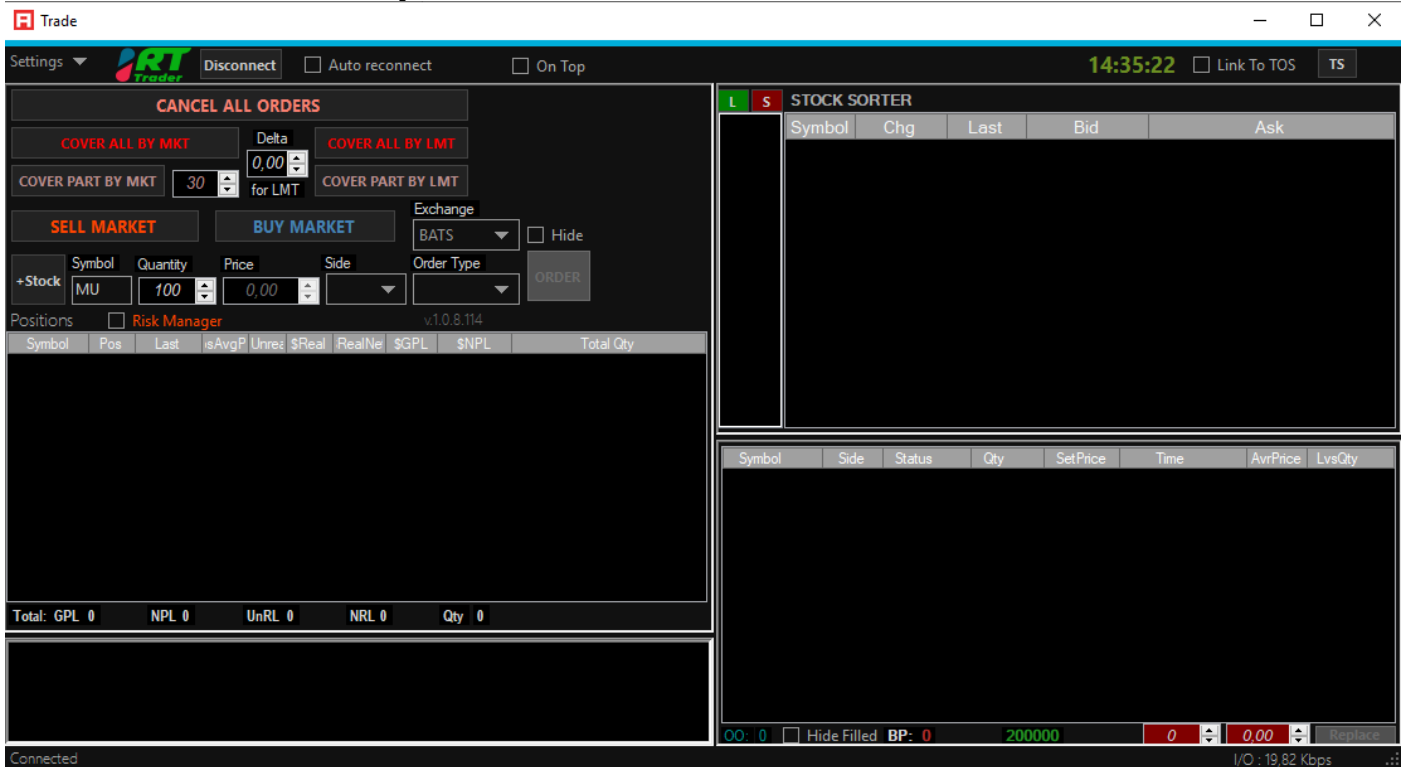 Trade
Settings RT Trader Disconnect Auto reconnect On Top 14:35:22 Link To TOS TS
CANCEL ALL ORDERS
COVER ALL BY MKT Delta COVER ALL BY LMT
0,00
COVER PART BY MKT 30 for LMT COVER PART BY LMT
SELL MARKET BUY MARKET Exchange
BATS Hide
+Stock Symbol Quantity Price Side Order Type ORDER
MU 100 0,00
Positions Risk Manager v.1.0.8.114
Symbol Pos Last sAvgP Unrea $Real RealNe $GPL $NPL Total Qty
Total: GPL 0 NPL 0 UnRL 0 NRL 0 Qty 0
L S STOCK SORTER
Symbol Chg Last Bid Ask
Symbol Side Status Qty SetPrice Time AvrPrice LvsQty
OO: 0 Hide Filled BP: 0 200000 0 0,00 Replace
Connected I/O : 19,82 Kbps